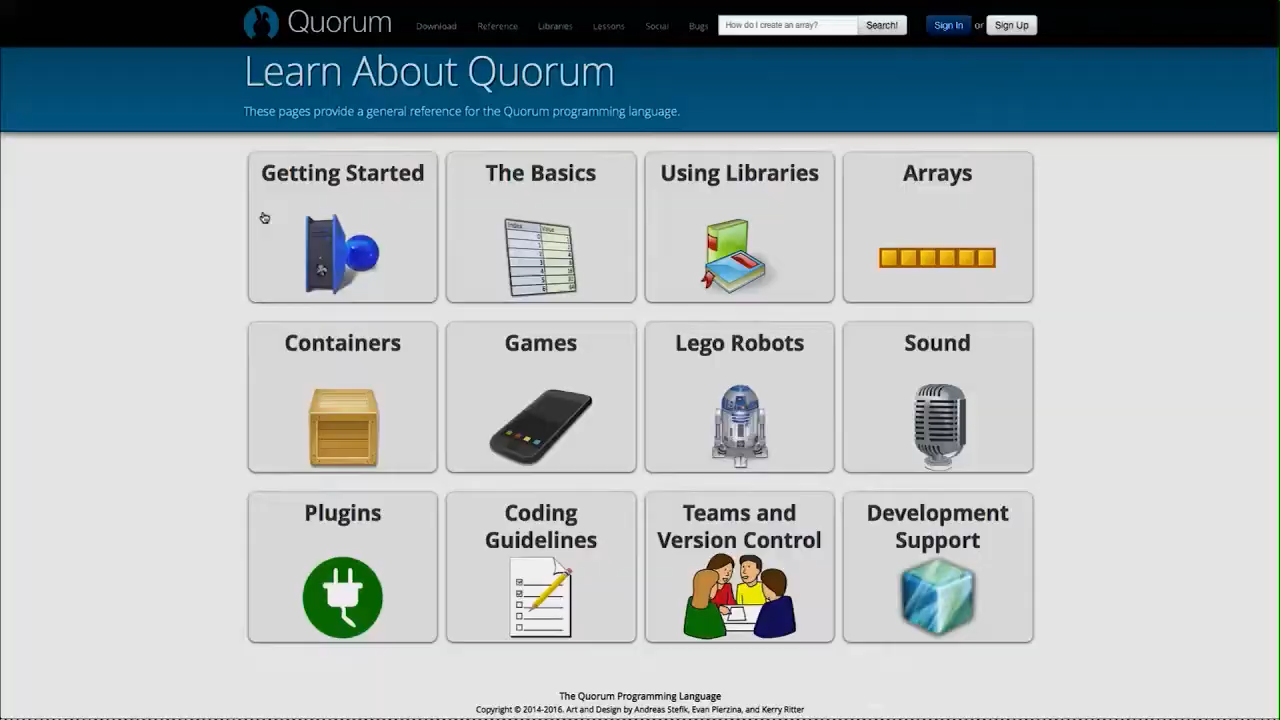 Quorum
Download Reference Libraries Lessons Social Bugs How do I create an array? Search! Sign In or Sign Up
Learn About Quorum
These pages provide a general reference for the Quorum programming language.
Getting Started
The Basics
Index Value
Using Libraries
Arrays
Containers
Games
Lego Robots
Sound
Plugins
Coding
Guidelines
Teams and
Version Control
Development
Support
The Quorum Programming Language
Copyright © 2014-2016. Art and Design by Andreas Stefik, Evan Pierzina, and Kerry Ritter